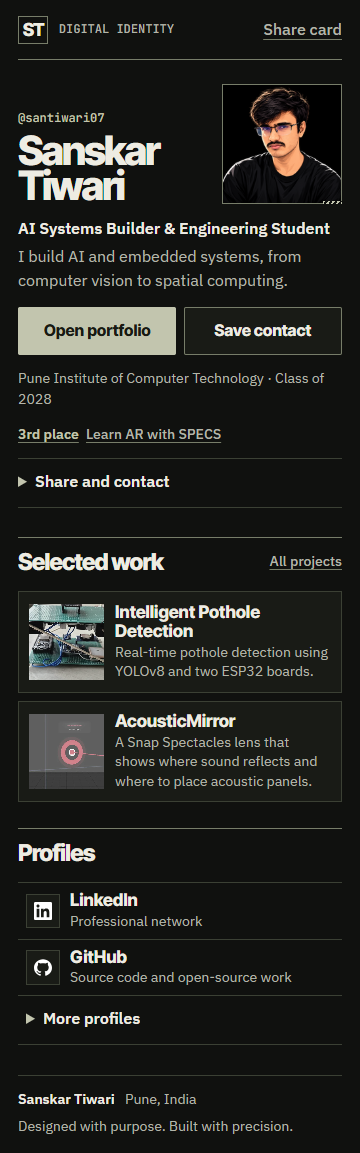 ST DIGITAL IDENTITY Share card
@santiwari07
Sanskar
Tiwari
AI Systems Builder & Engineering Student
I build AI and embedded systems, from
computer vision to spatial computing.
Open portfolio Save contact
Pune Institute of Computer Technology · Class of
2028
3rd place Learn AR with SPECS
Share and contact
Selected work All projects
Intelligent Pothole
Detection
Real-time pothole detection using
YOLOv8 and two ESP32 boards.
AcousticMirror
A Snap Spectacles lens that
shows where sound reflects and
where to place acoustic panels.
Profiles
LinkedIn
Professional network
GitHub
Source code and open-source work
More profiles
Sanskar Tiwari Pune, India
Designed with purpose. Built with precision.